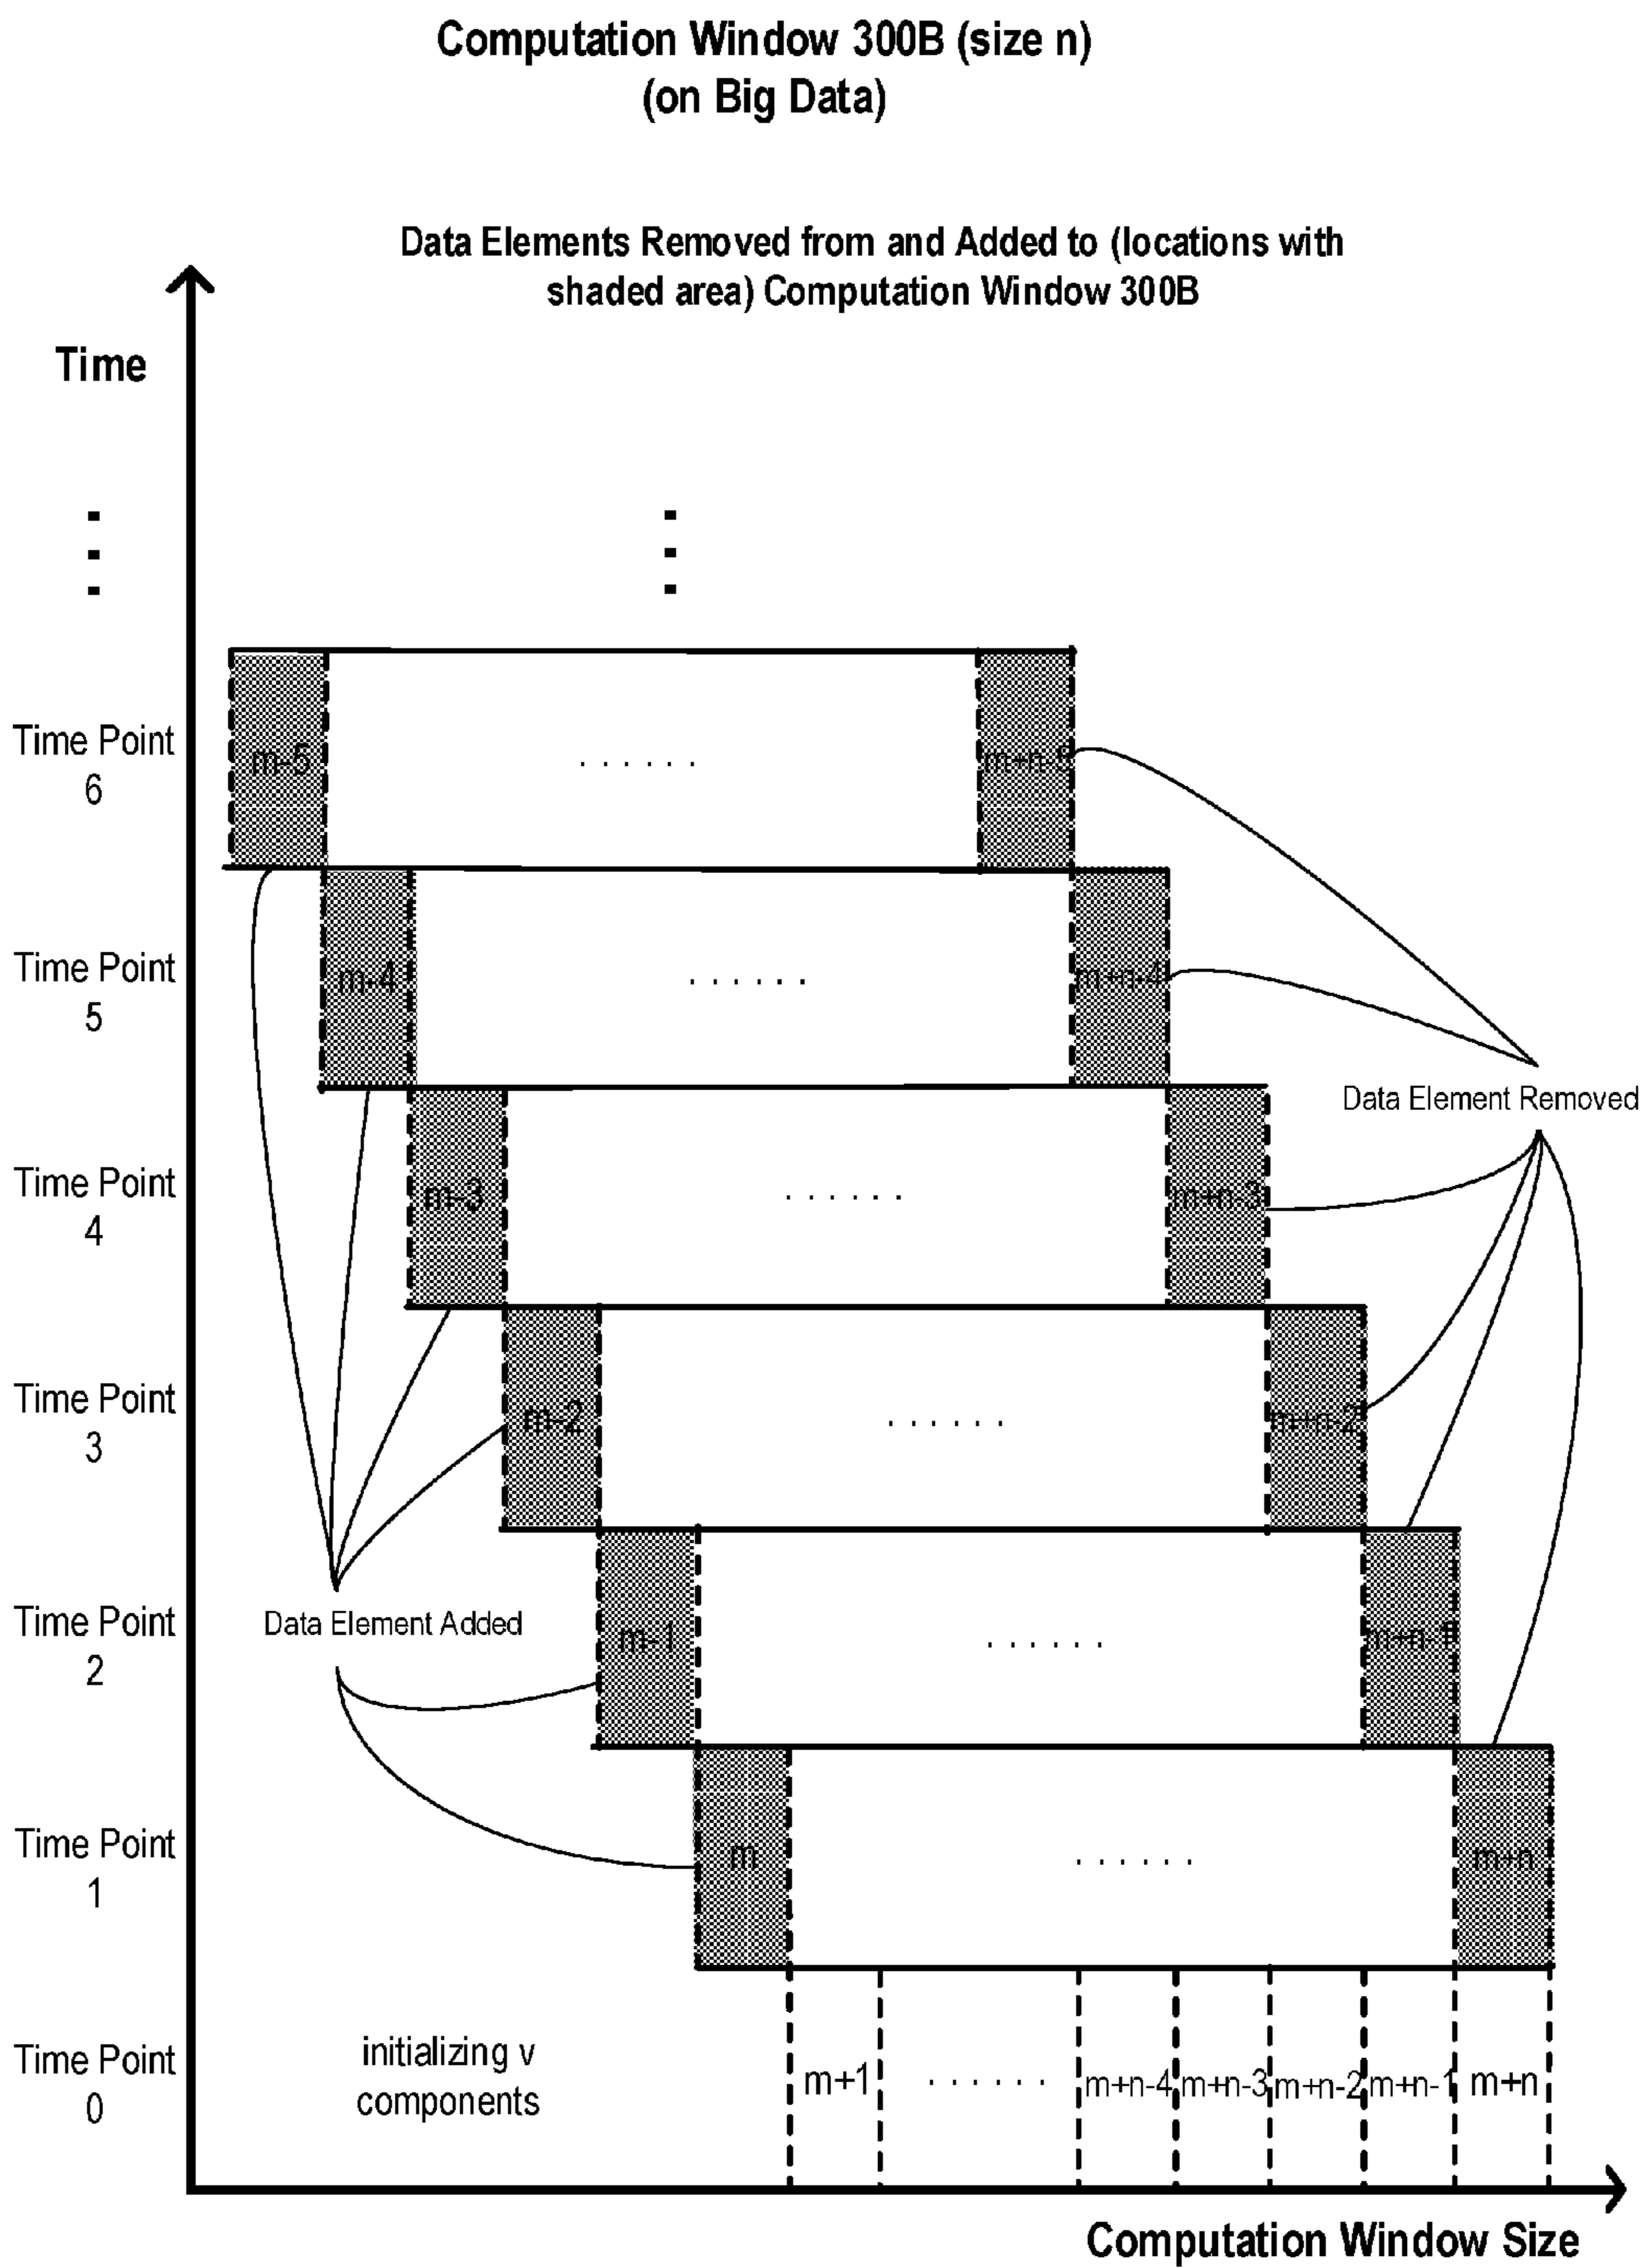 Computation Window 300B (size n)
(on Big Data)
Data Elements Removed from and Added to (locations with
shaded area) Computation Window 300B
Time
Time Point
6
m-5
. . . . . .
m+n-5
Time Point
5
m-4
. . . . . .
m+n-4
Data Element Removed
Time Point
4
m-3
. . . . . .
m+n-3
Time Point
3
m-2
. . . . . .
m+n-2
Time Point
2
Data Element Added
m-1
. . . . . .
m+n-1
Time Point
1
m
. . . . . .
m+n
Time Point
0
initializing v
components
m+1
. . . . . .
m+n-4
m+n-3
m+n-2
m+n-1
m+n
Computation Window Size